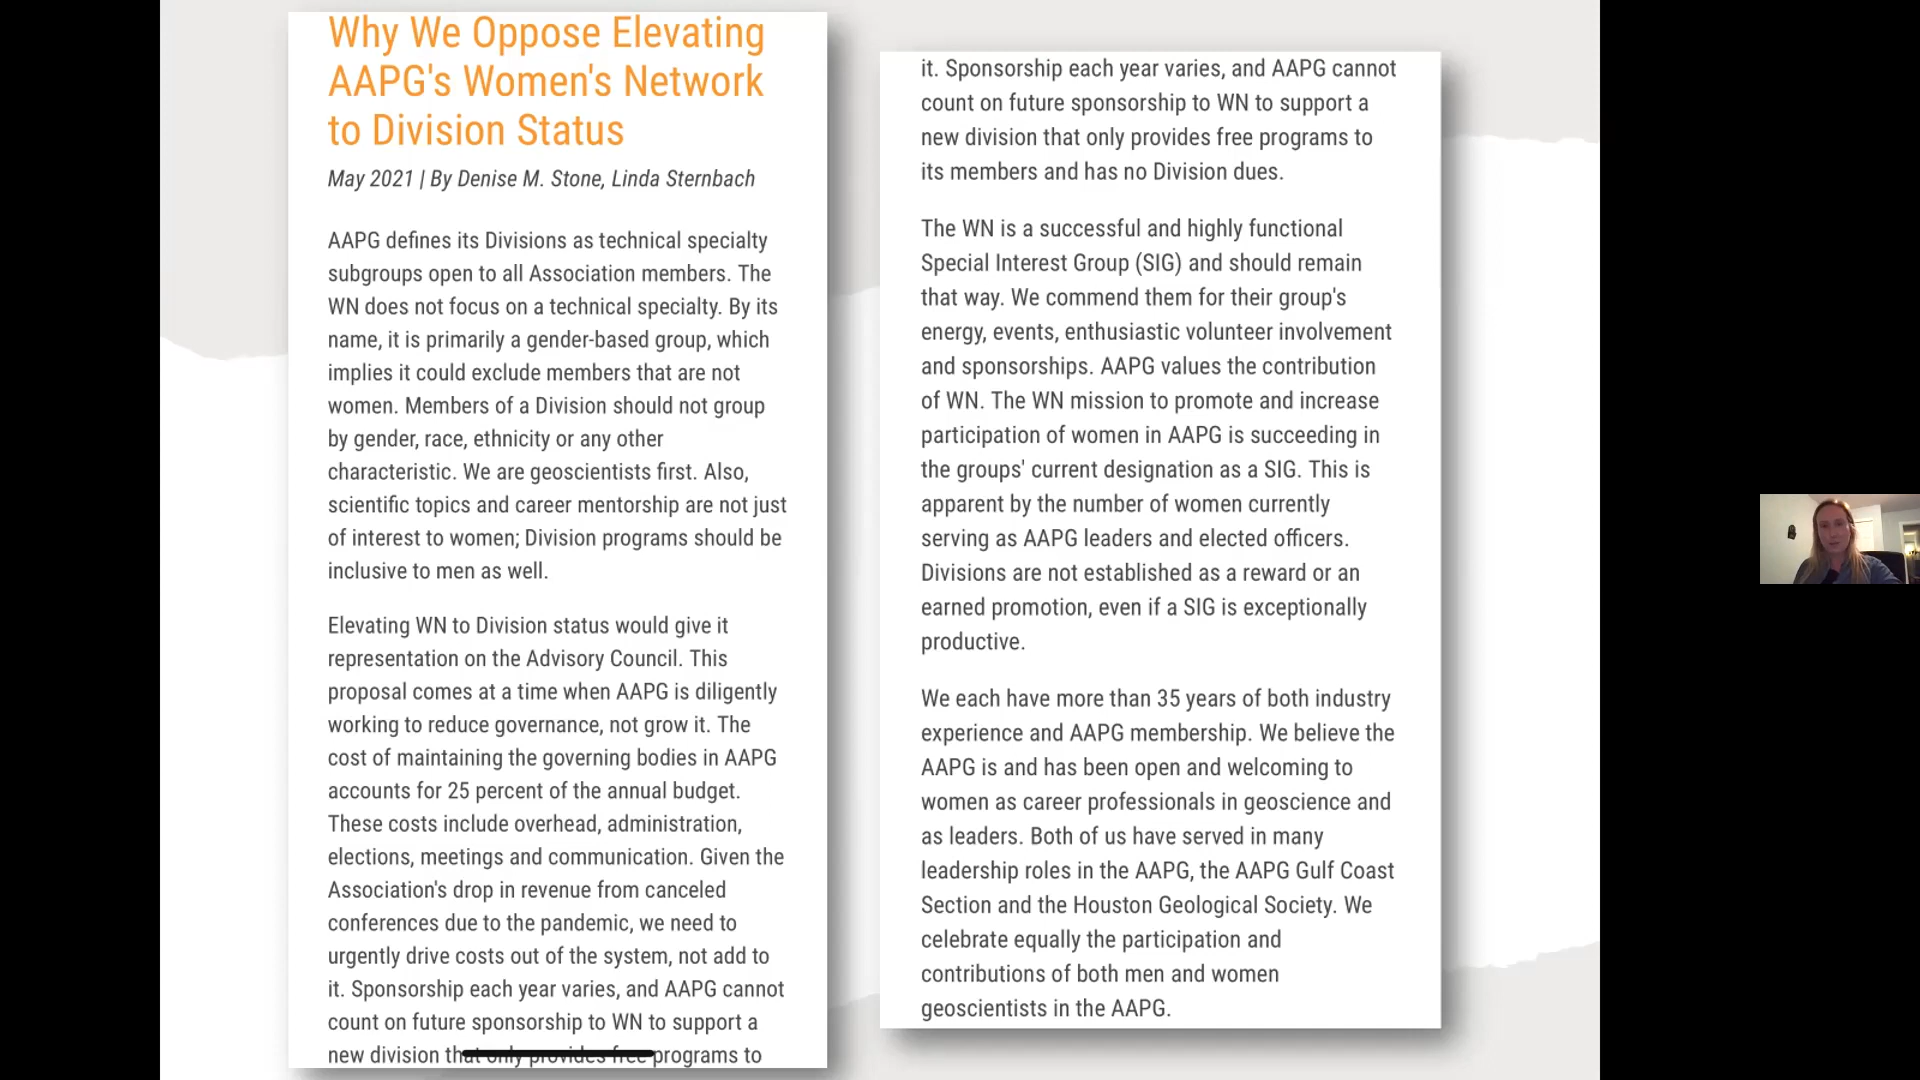 Why We Oppose Elevating
AAPG's Women's Network
to Division Status
May 2021 | By Denise M. Stone, Linda Sternbach
AAPG defines its Divisions as technical specialty
subgroups open to all Association members. The
WN does not focus on a technical specialty. By its
name, it is primarily a gender-based group, which
implies it could exclude members that are not
women. Members of a Division should not group
by gender, race, ethnicity or any other
characteristic. We are geoscientists first. Also,
scientific topics and career mentorship are not just
of interest to women; Division programs should be
inclusive to men as well.
Elevating WN to Division status would give it
representation on the Advisory Council. This
proposal comes at a time when AAPG is diligently
working to reduce governance, not grow it. The
cost of maintaining the governing bodies in AAPG
accounts for 25 percent of the annual budget.
These costs include overhead, administration,
elections, meetings and communication. Given the
Association's drop in revenue from canceled
conferences due to the pandemic, we need to
urgently drive costs out of the system, not add to
it. Sponsorship each year varies, and AAPG cannot
count on future sponsorship to WN to support a
new division that only provides free programs to
it. Sponsorship each year varies, and AAPG cannot
count on future sponsorship to WN to support a
new division that only provides free programs to
its members and has no Division dues.
The WN is a successful and highly functional
Special Interest Group (SIG) and should remain
that way. We commend them for their group's
energy, events, enthusiastic volunteer involvement
and sponsorships. AAPG values the contribution
of WN. The WN mission to promote and increase
participation of women in AAPG is succeeding in
the groups' current designation as a SIG. This is
apparent by the number of women currently
serving as AAPG leaders and elected officers.
Divisions are not established as a reward or an
earned promotion, even if a SIG is exceptionally
productive.
We each have more than 35 years of both industry
experience and AAPG membership. We believe the
AAPG is and has been open and welcoming to
women as career professionals in geoscience and
as leaders. Both of us have served in many
leadership roles in the AAPG, the AAPG Gulf Coast
Section and the Houston Geological Society. We
celebrate equally the participation and
contributions of both men and women
geoscientists in the AAPG.